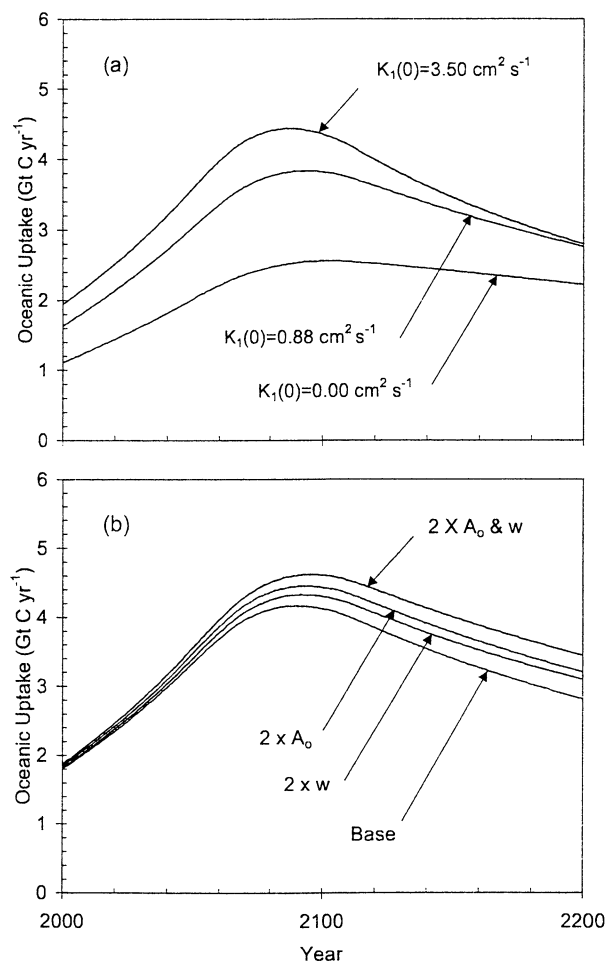 6
(a)
K₁(0)=3.50 cm² s⁻¹
5
4
3
2
K₁(0)=0.88 cm² s⁻¹
1
K₁(0)=0.00 cm² s⁻¹
0
Oceanic Uptake (Gt C yr⁻¹)
6
(b)
2 X Aₒ & w
5
4
3
2 x Aₒ
2
2 x w
Base
1
0
Oceanic Uptake (Gt C yr⁻¹)
2000
2100
2200
Year